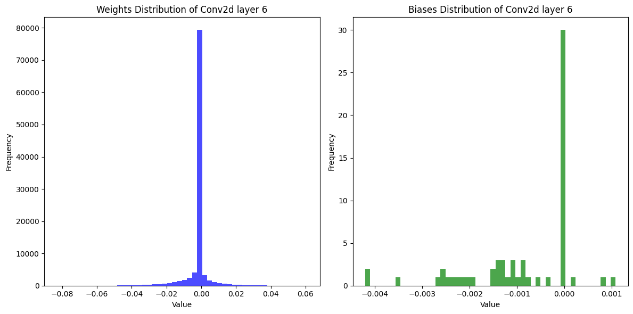 Weights Distribution of Conv2d layer 6
Frequency
80000
70000
60000
50000
40000
30000
20000
10000
0
−0.08 −0.06 −0.04 −0.02 0.00 0.02 0.04 0.06
Value
Biases Distribution of Conv2d layer 6
Frequency
30
25
20
15
10
5
0
−0.004 −0.003 −0.002 −0.001 0.000 0.001
Value